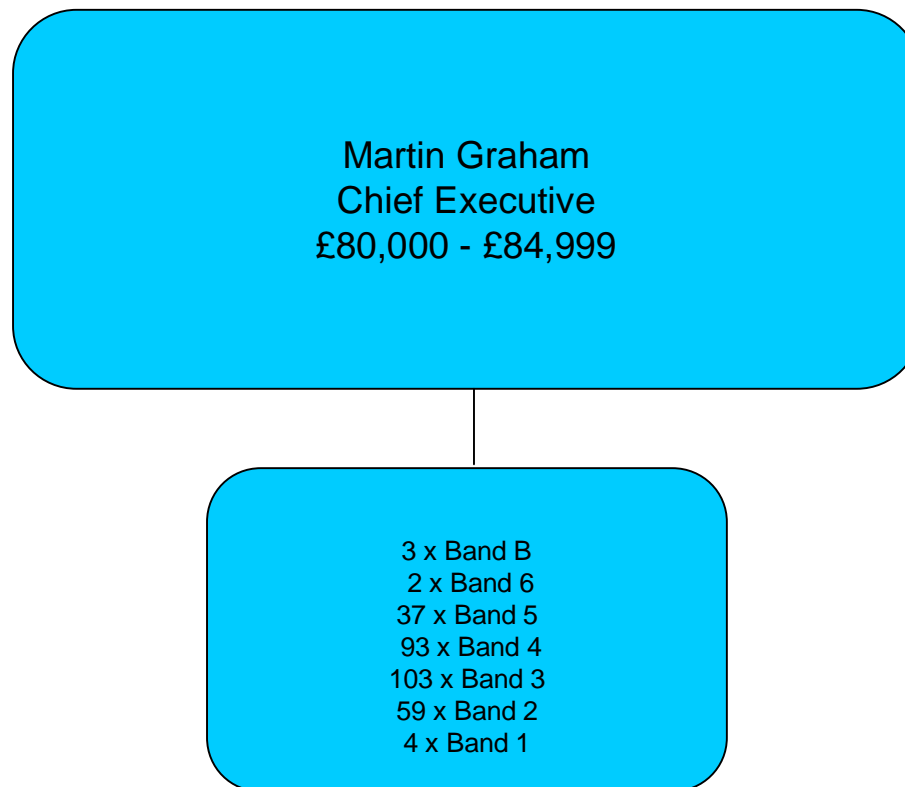 Martin Graham
Chief Executive
£80,000 - £84,999
3 x Band B
2 x Band 6
37 x Band 5
93 x Band 4
103 x Band 3
59 x Band 2
4 x Band 1